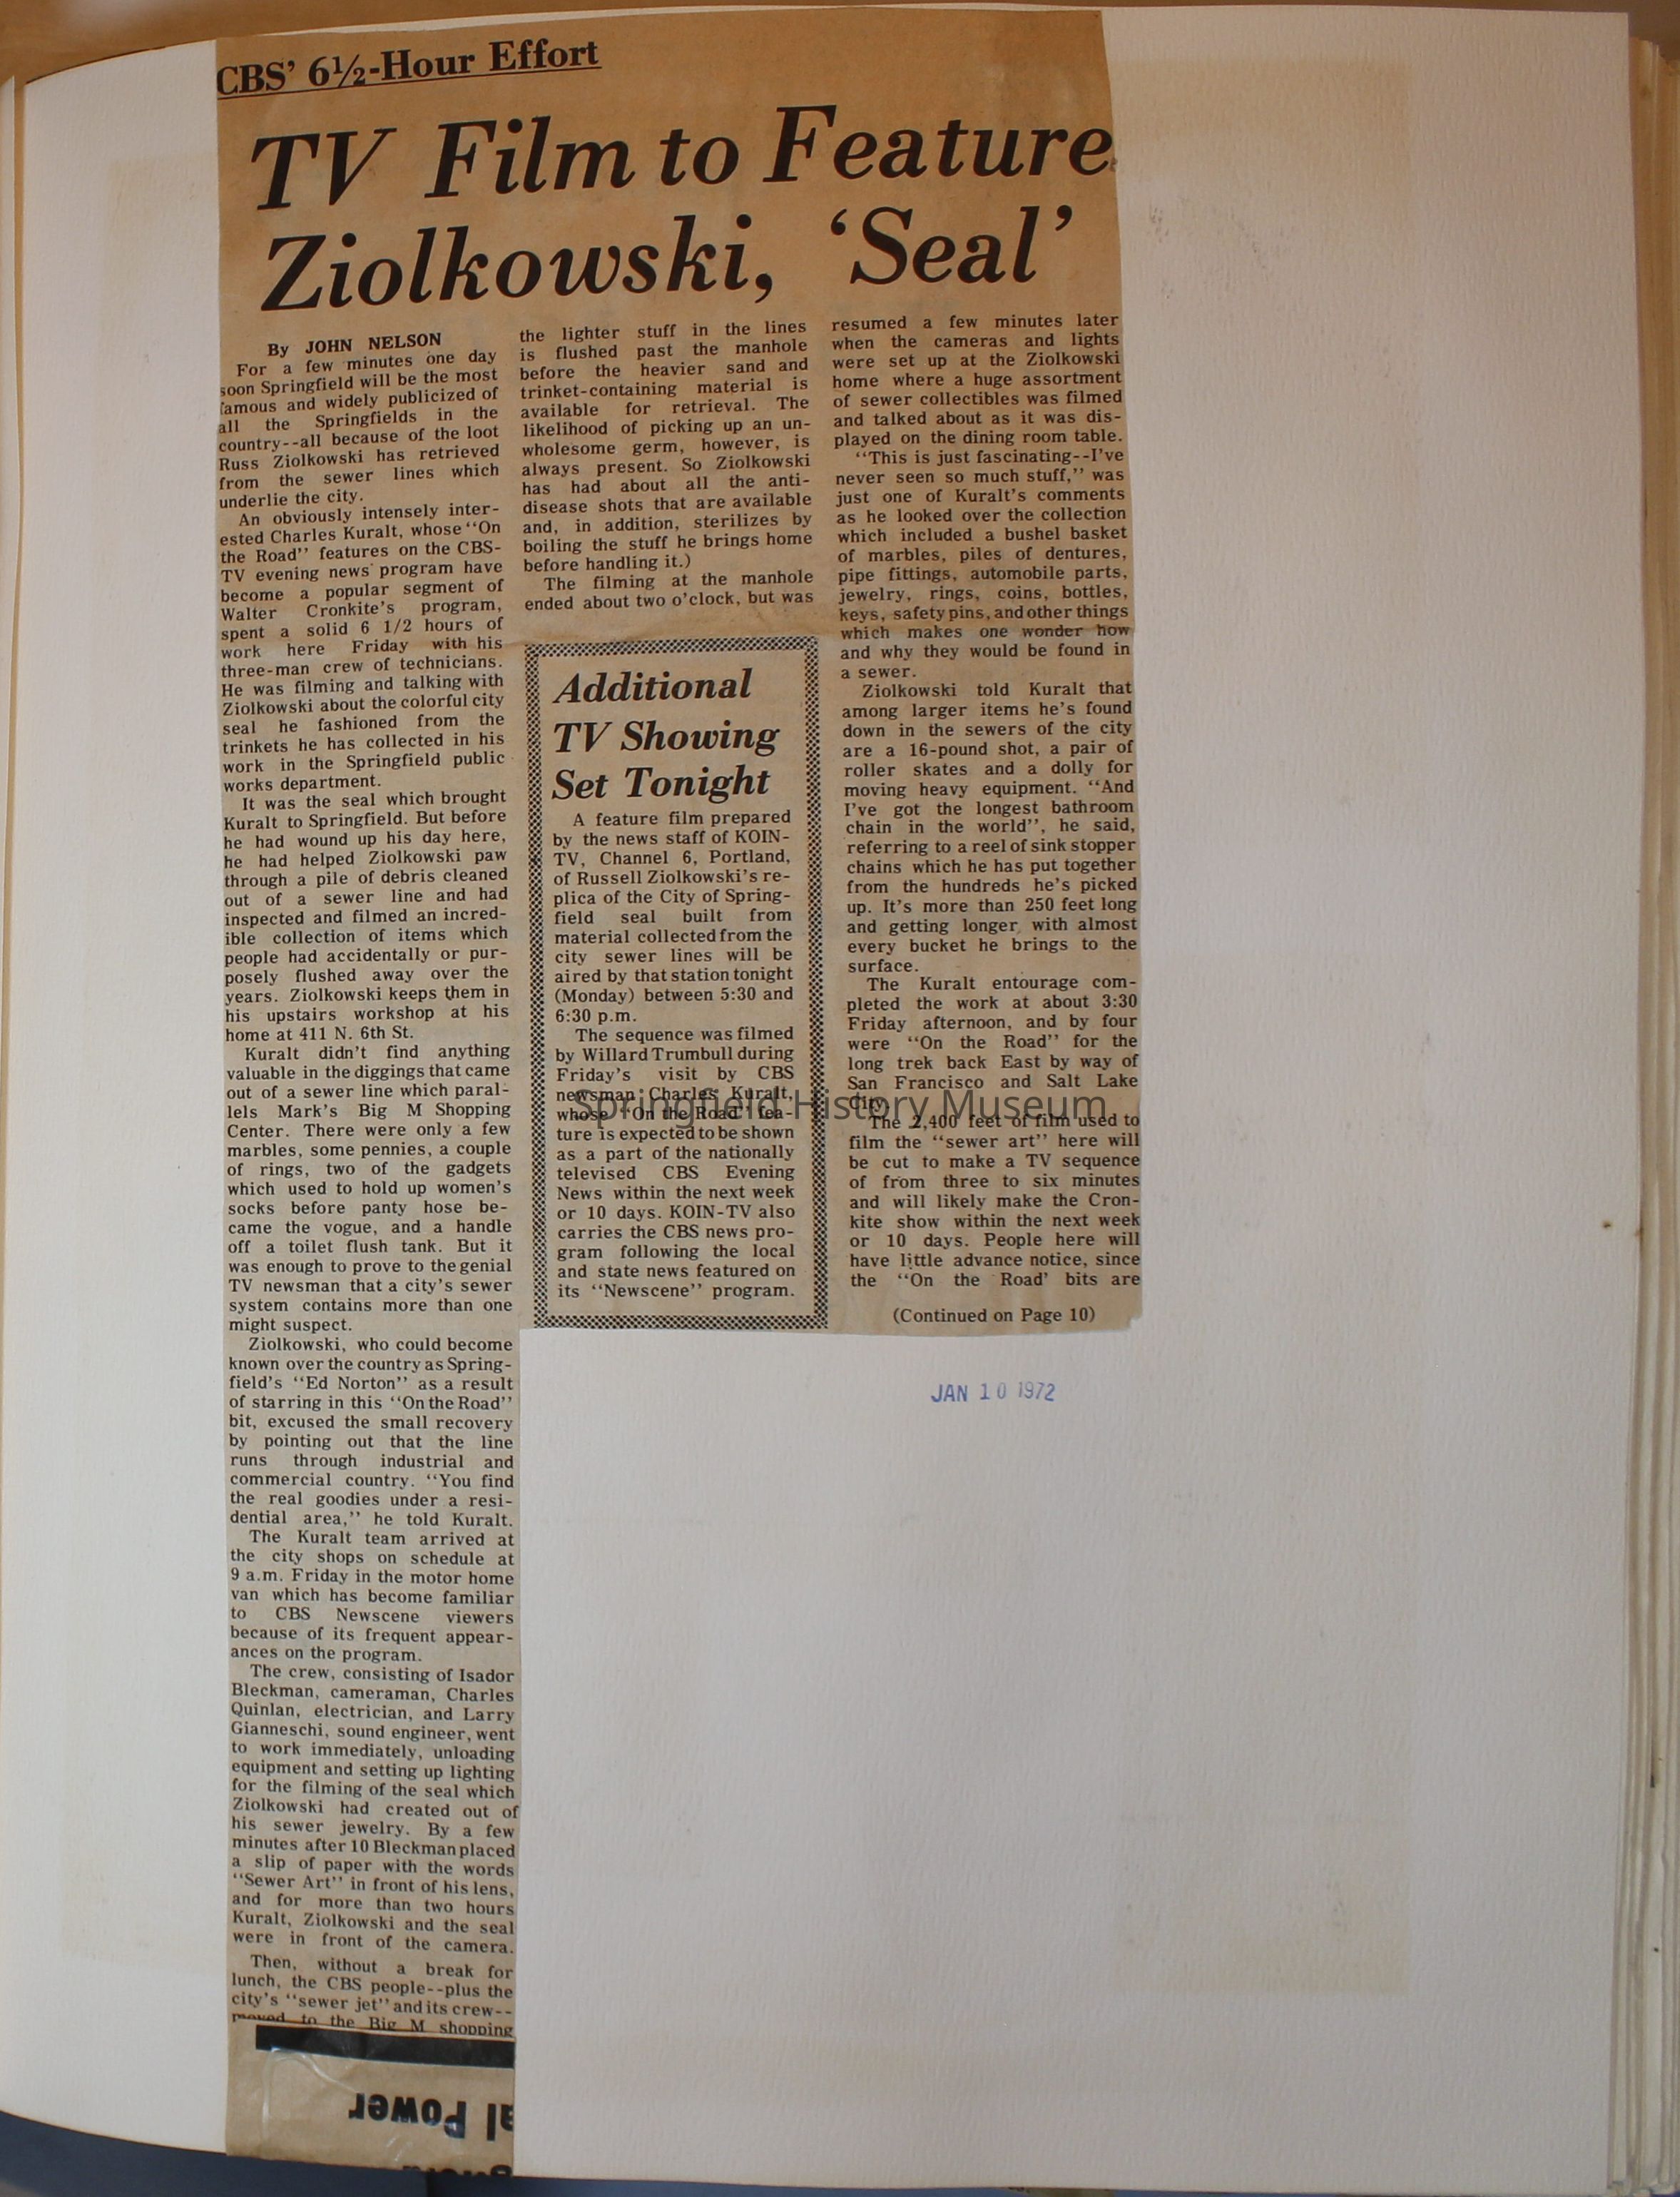 CBS' 6½-Hour Effort
TV Film to Feature
Ziolkowski, 'Seal'
By JOHN NELSON
For a few minutes one day
soon Springfield will be the most
famous and widely publicized of
all the Springfields in the
country--all because of the loot
Russ Ziolkowski has retrieved
from the sewer lines which
underlie the city.
An obviously intensely inter-
ested Charles Kuralt, whose "On
the Road" features on the CBS-
TV evening news program have
become a popular segment of
Walter Cronkite's program,
spent a solid 6 1/2 hours of
work here Friday with his
three-man crew of technicians.
He was filming and talking with
Ziolkowski about the colorful city
seal he fashioned from the
trinkets he has collected in his
work in the Springfield public
works department.
It was the seal which brought
Kuralt to Springfield. But before
he had wound up his day here,
he had helped Ziolkowski paw
through a pile of debris cleaned
out of a sewer line and had
inspected and filmed an incred-
ible collection of items which
people had accidentally or pur-
posely flushed away over the
years. Ziolkowski keeps them in
his upstairs workshop at his
home at 411 N. 6th St.
Kuralt didn't find anything
valuable in the diggings that came
out of a sewer line which paral-
lels Mark's Big M Shopping
Center. There were only a few
marbles, some pennies, a couple
of rings, two of the gadgets
which used to hold up women's
socks before panty hose be-
came the vogue, and a handle
off a toilet flush tank. But it
was enough to prove to the genial
TV newsman that a city's sewer
system contains more than one
might suspect.
Ziolkowski, who could become
known over the country as Spring-
field's "Ed Norton" as a result
of starring in this "On the Road"
bit, excused the small recovery
by pointing out that the line
runs through industrial and
commercial country. "You find
the real goodies under a resi-
dential area," he told Kuralt.
The Kuralt team arrived at
the city shops on schedule at
9 a.m. Friday in the motor home
van which has become familiar
to CBS Newscene viewers
because of its frequent appear-
ances on the program.
The crew, consisting of Isador
Bleckman, cameraman, Charles
Quinlan, electrician, and Larry
Gianneschi, sound engineer, went
to work immediately, unloading
equipment and setting up lighting
for the filming of the seal which
Ziolkowski had created out of
his sewer jewelry. By a few
minutes after 10 Bleckman placed
a slip of paper with the words
"Sewer Art" in front of his lens,
and for more than two hours
Kuralt, Ziolkowski and the seal
were in front of the camera.
Then, without a break for
lunch, the CBS people--plus the
city's "sewer jet" and its crew--
moved to the Big M shopping
al Power
the lighter stuff in the lines
is flushed past the manhole
before the heavier sand and
trinket-containing material is
available for retrieval. The
likelihood of picking up an un-
wholesome germ, however, is
always present. So Ziolkowski
has had about all the anti-
disease shots that are available
and, in addition, sterilizes by
boiling the stuff he brings home
before handling it.)
The filming at the manhole
ended about two o'clock, but was
Additional
TV Showing
Set Tonight
A feature film prepared
by the news staff of KOIN-
TV, Channel 6, Portland,
of Russell Ziolkowski's re-
plica of the City of Spring-
field seal built from
material collected from the
city sewer lines will be
aired by that station tonight
(Monday) between 5:30 and
6:30 p.m.
The sequence was filmed
by Willard Trumbull during
Friday's visit by CBS
newsman Charles Kuralt,
whose "On the Road" fea-
ture is expected to be shown
as a part of the nationally
televised CBS Evening
News within the next week
or 10 days. KOIN-TV also
carries the CBS news pro-
gram following the local
and state news featured on
its "Newscene" program.
resumed a few minutes later
when the cameras and lights
were set up at the Ziolkowski
home where a huge assortment
of sewer collectibles was filmed
and talked about as it was dis-
played on the dining room table.
"This is just fascinating--I've
never seen so much stuff," was
just one of Kuralt's comments
as he looked over the collection
which included a bushel basket
of marbles, piles of dentures,
pipe fittings, automobile parts,
jewelry, rings, coins, bottles,
keys, safety pins, and other things
which makes one wonder how
and why they would be found in
a sewer.
Ziolkowski told Kuralt that
among larger items he's found
down in the sewers of the city
are a 16-pound shot, a pair of
roller skates and a dolly for
moving heavy equipment. "And
I've got the longest bathroom
chain in the world", he said,
referring to a reel of sink stopper
chains which he has put together
from the hundreds he's picked
up. It's more than 250 feet long
and getting longer with almost
every bucket he brings to the
surface.
The Kuralt entourage com-
pleted the work at about 3:30
Friday afternoon, and by four
were "On the Road" for the
long trek back East by way of
San Francisco and Salt Lake
City.
The 2,400 feet of film used to
film the "sewer art" here will
be cut to make a TV sequence
of from three to six minutes
and will likely make the Cron-
kite show within the next week
or 10 days. People here will
have little advance notice, since
the "On the Road' bits are
(Continued on Page 10)
JAN 10 1972
Springfield History Museum